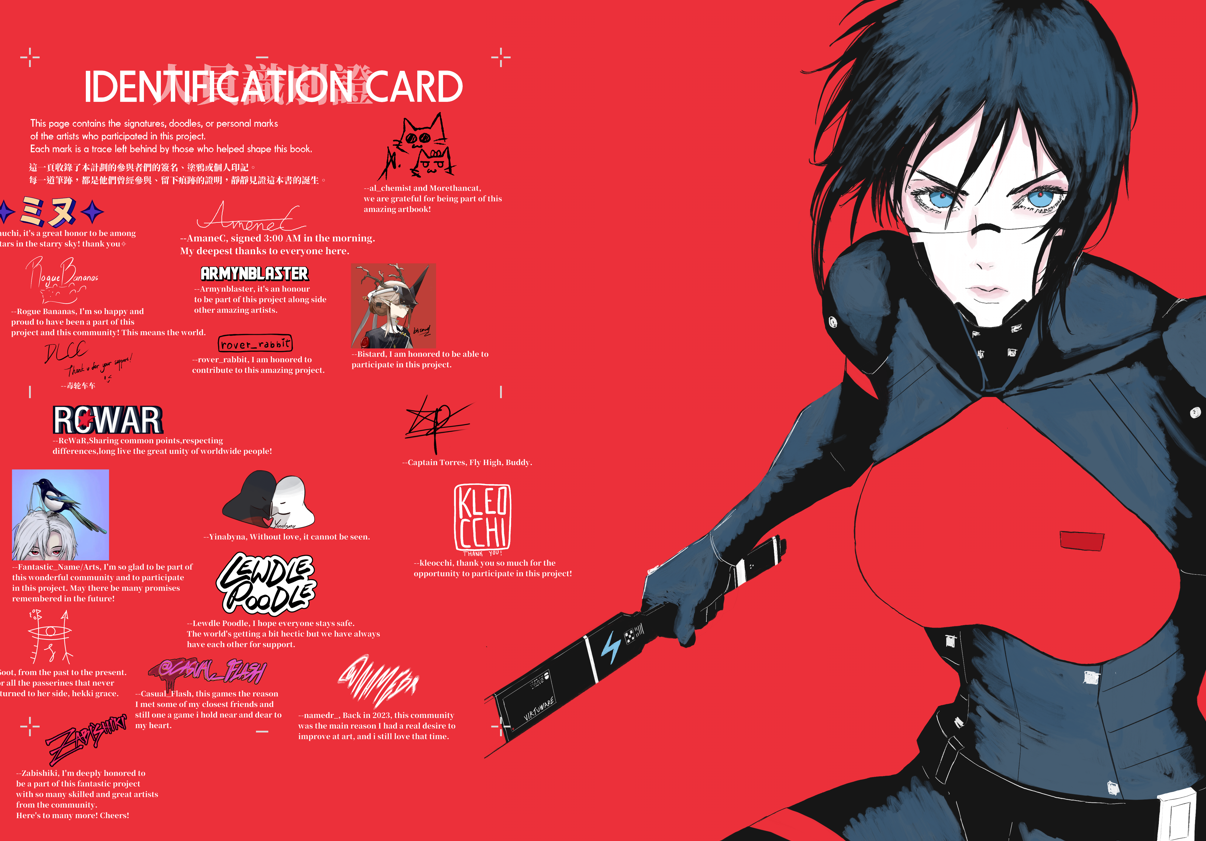 人員識別證
IDENTIFICATION CARD
This page contains the signatures, doodles, or personal marks
of the artists who participated in this project.
Each mark is a trace left behind by those who helped shape this book.
這一頁收錄了本計劃的參與者們的簽名、塗鴉或個人印記。
每一道筆跡，都是他們曾經參與、留下痕跡的證明，靜靜見證這本書的誕生。
--al_chemist and Morethancat,
we are grateful for being part of this
amazing artbook!
ミヌ
uchi, it's a great honor to be among
tars in the starry sky! thank you✧
AmaneC
--AmaneC, signed 3:00 AM in the morning.
My deepest thanks to everyone here.
Rogue Bananas
--Rogue Bananas, I'm so happy and
proud to have been a part of this
project and this community! This means the world.
ARMYNBLASTER
--Armynblaster, it's an honour
to be part of this project along side
other amazing artists.
--Bistard, I am honored to be able to
participate in this project.
rover_rabbit
--rover_rabbit, I am honored to
contribute to this amazing project.
DLCC
Thank u for your support!
--毒轮车车
RCWAR
--RcWaR,Sharing common points,respecting
differences,long live the great unity of worldwide people!
--Captain Torres, Fly High, Buddy.
--Fantastic_Name/Arts, I'm so glad to be part of
this wonderful community and to participate
in this project. May there be many promises
remembered in the future!
Yinabyna
--Yinabyna, Without love, it cannot be seen.
KLEO
CCHI
THANK YOU!
--kleocchi, thank you so much for the
opportunity to participate in this project!
LEWDLE
POODLE
--Lewdle Poodle, I hope everyone stays safe.
The world's getting a bit hectic but we have always
have each other for support.
oot, from the past to the present.
r all the passerines that never
turned to her side, hekki grace.
@CASUAL_FLASH
--Casual_Flash, this games the reason
I met some of my closest friends and
still one a game i hold near and dear to
my heart.
@NAMEDR_
--namedr_, Back in 2023, this community
was the main reason I had a real desire to
improve at art, and i still love that time.
ZABISHIKI
--Zabishiki, I'm deeply honored to
be a part of this fantastic project
with so many skilled and great artists
from the community.
Here's to many more! Cheers!
VIRTUWARE